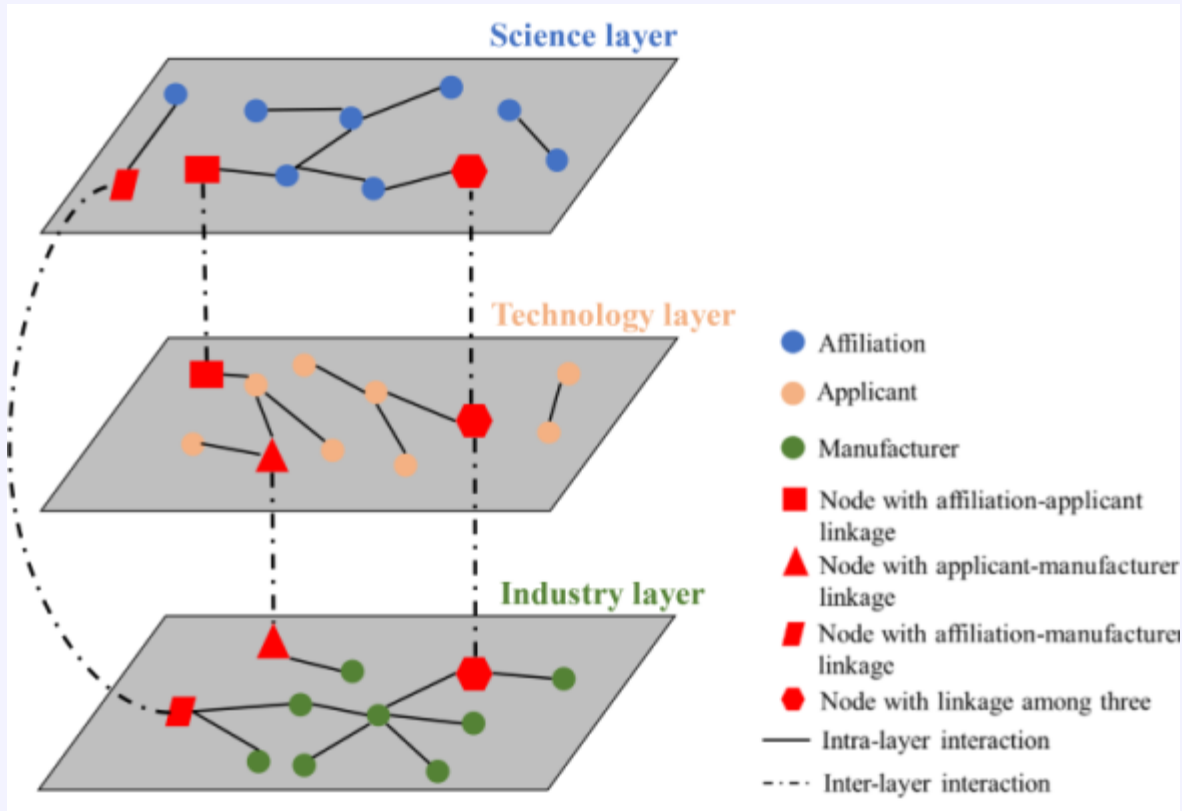 Science layer
Technology layer
Affiliation
Applicant
Manufacturer
Node with affiliation-applicant
linkage
Node with applicant-manufacturer
linkage
Industry layer
Node with affiliation-manufacturer
linkage
Node with linkage among three
Intra-layer interaction
Inter-layer interaction